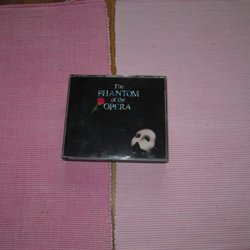 The
PHANTOM
of the
OPERA